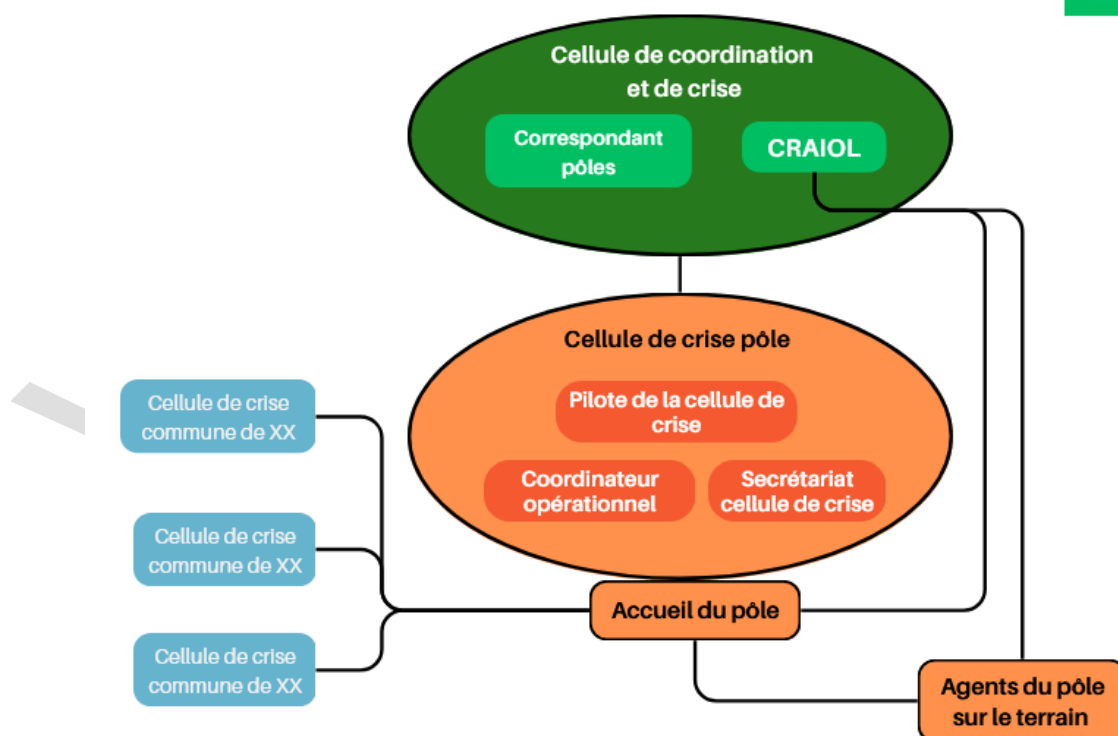 Cellule de coordination
et de crise
Correspondant
pôles
CRAIOL
Cellule de crise pôle
Pilote de la cellule de
crise
Coordinateur
opérationnel
Secrétariat
cellule de crise
Cellule de crise
commune de XX
Cellule de crise
commune de XX
Cellule de crise
commune de XX
Accueil du pôle
Agents du pôle
sur le terrain